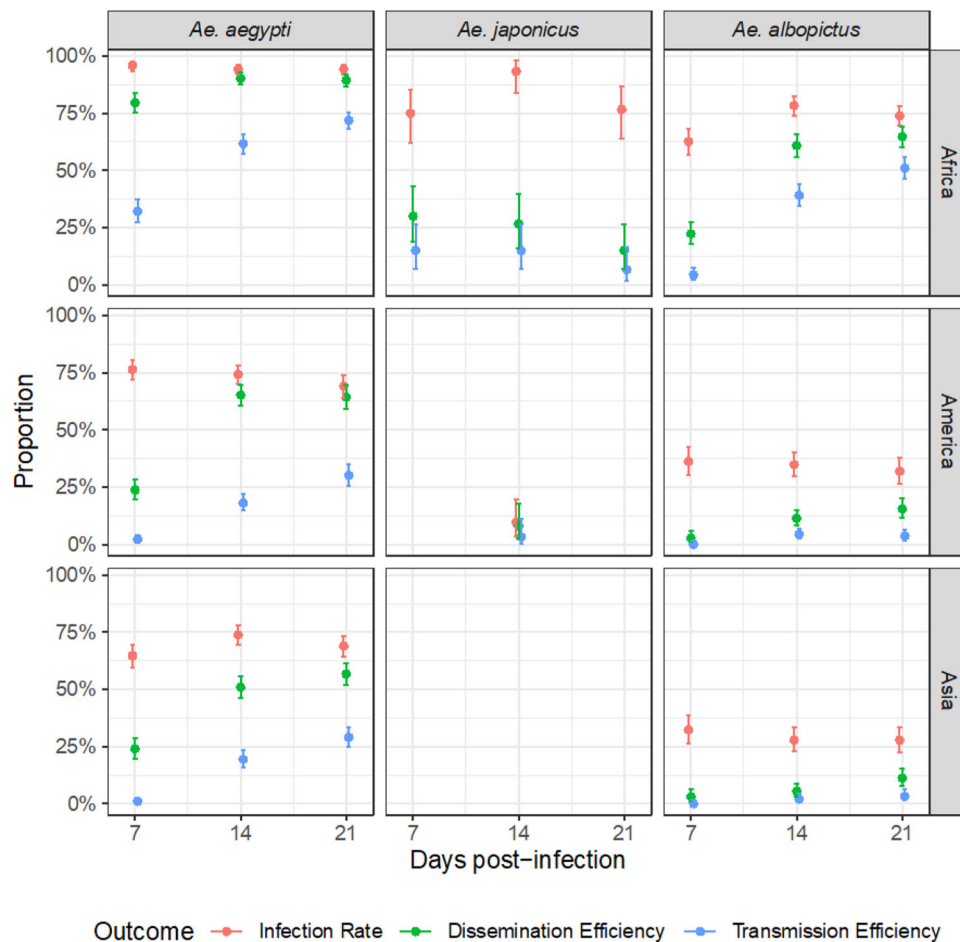 Ae. aegypti Ae. japonicus Ae. albopictus
100%
75%
50%
25%
0%
Africa
100%
75%
50%
25%
0%
America
Proportion
100%
75%
50%
25%
0%
Asia
7 14 21 7 14 21 7 14 21
Days post-infection
Outcome Infection Rate Dissemination Efficiency Transmission Efficiency